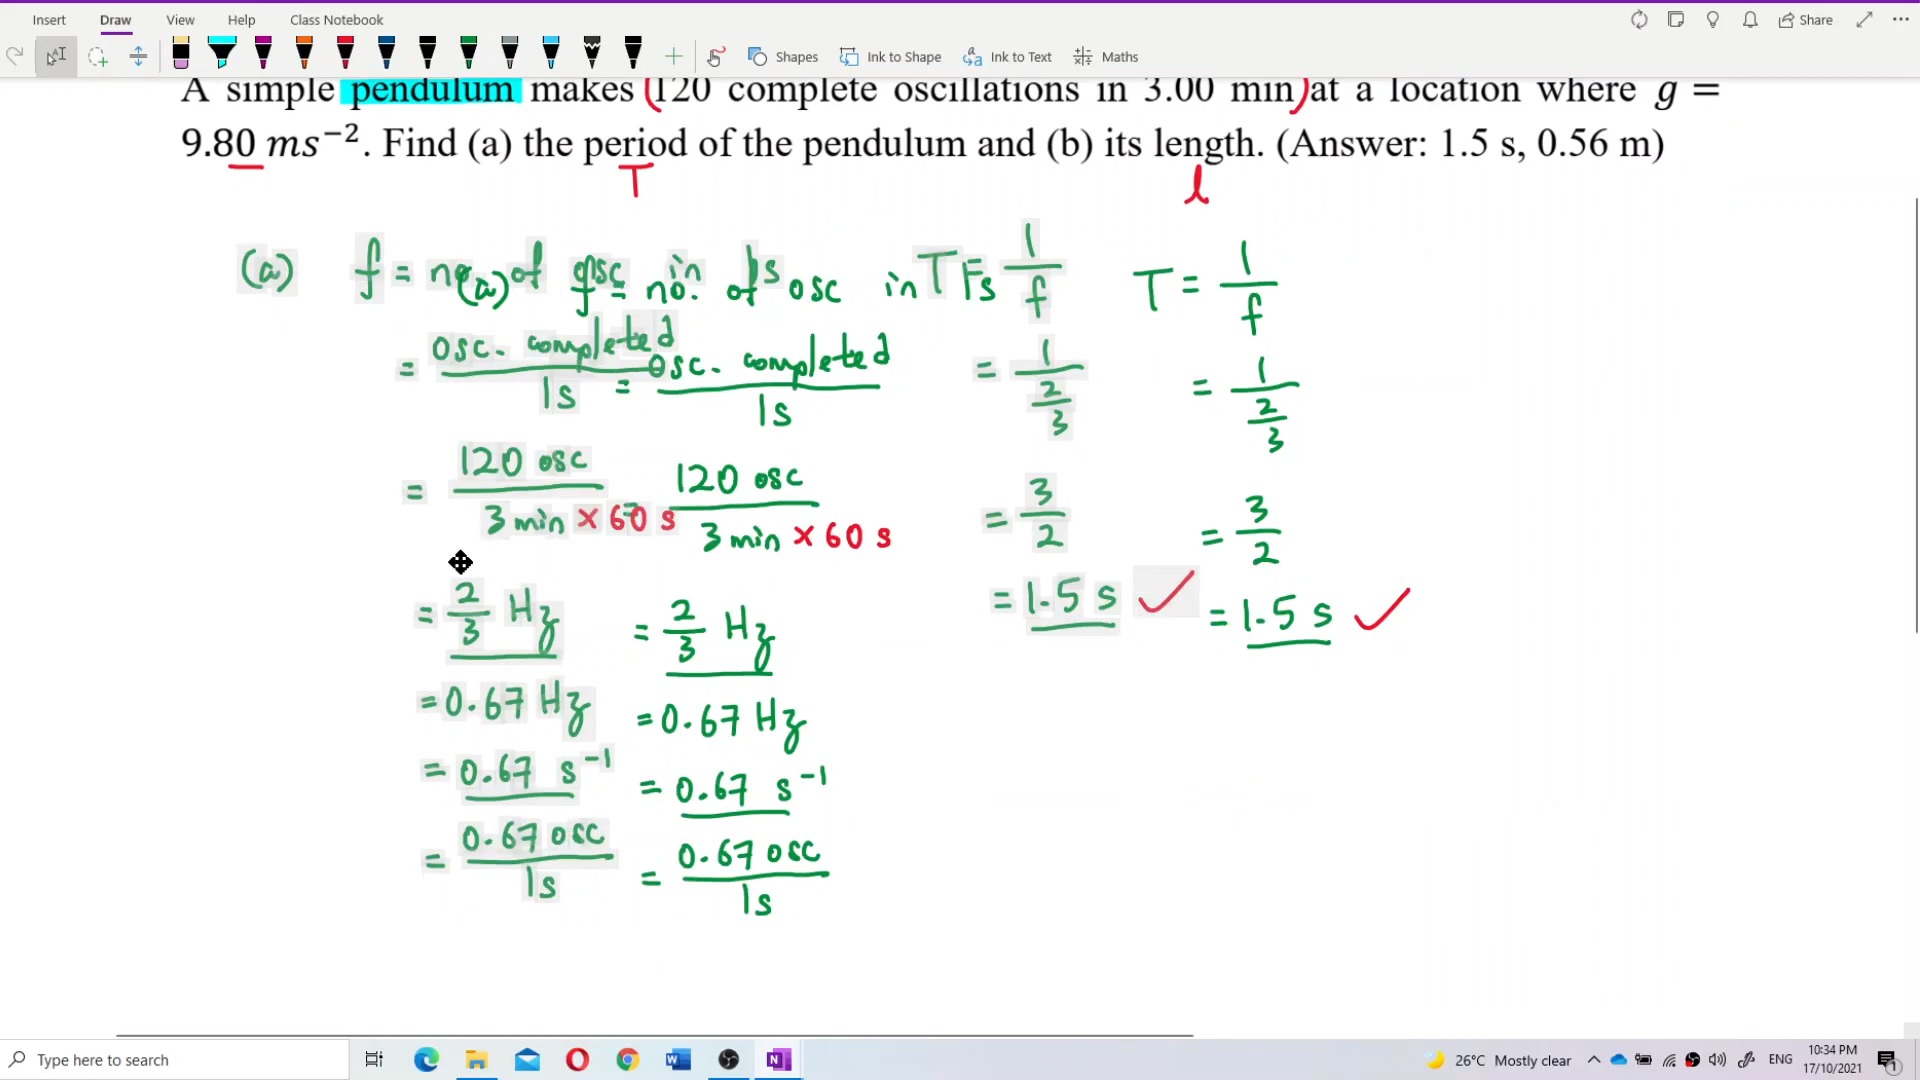 Insert Draw View Help Class Notebook Share
Shapes Ink to Shape Ink to Text Maths
A simple pendulum makes (120 complete oscillations in 3.00 min) at a location where g =
9.80 ms⁻². Find (a) the period of the pendulum and (b) its length. (Answer: 1.5 s, 0.56 m)
T l
(a) f = no. of osc in 1s
= osc. completed / 1s
= 120 osc / 3 min × 60 s
= 2/3 Hz
= 0.67 Hz
= 0.67 s⁻¹
= 0.67 osc / 1s
T = 1/f
= 1 / (2/3)
= 3/2
= 1.5 s ✓
(a) f = no. of osc in 1s
= osc. completed / 1s
= 120 osc / 3 min × 60 s
= 2/3 Hz
= 0.67 Hz
= 0.67 s⁻¹
= 0.67 osc / 1s
T = 1/f
= 1 / (2/3)
= 3/2
= 1.5 s ✓
Type here to search
26°C Mostly clear
ENG
10:34 PM
17/10/2021